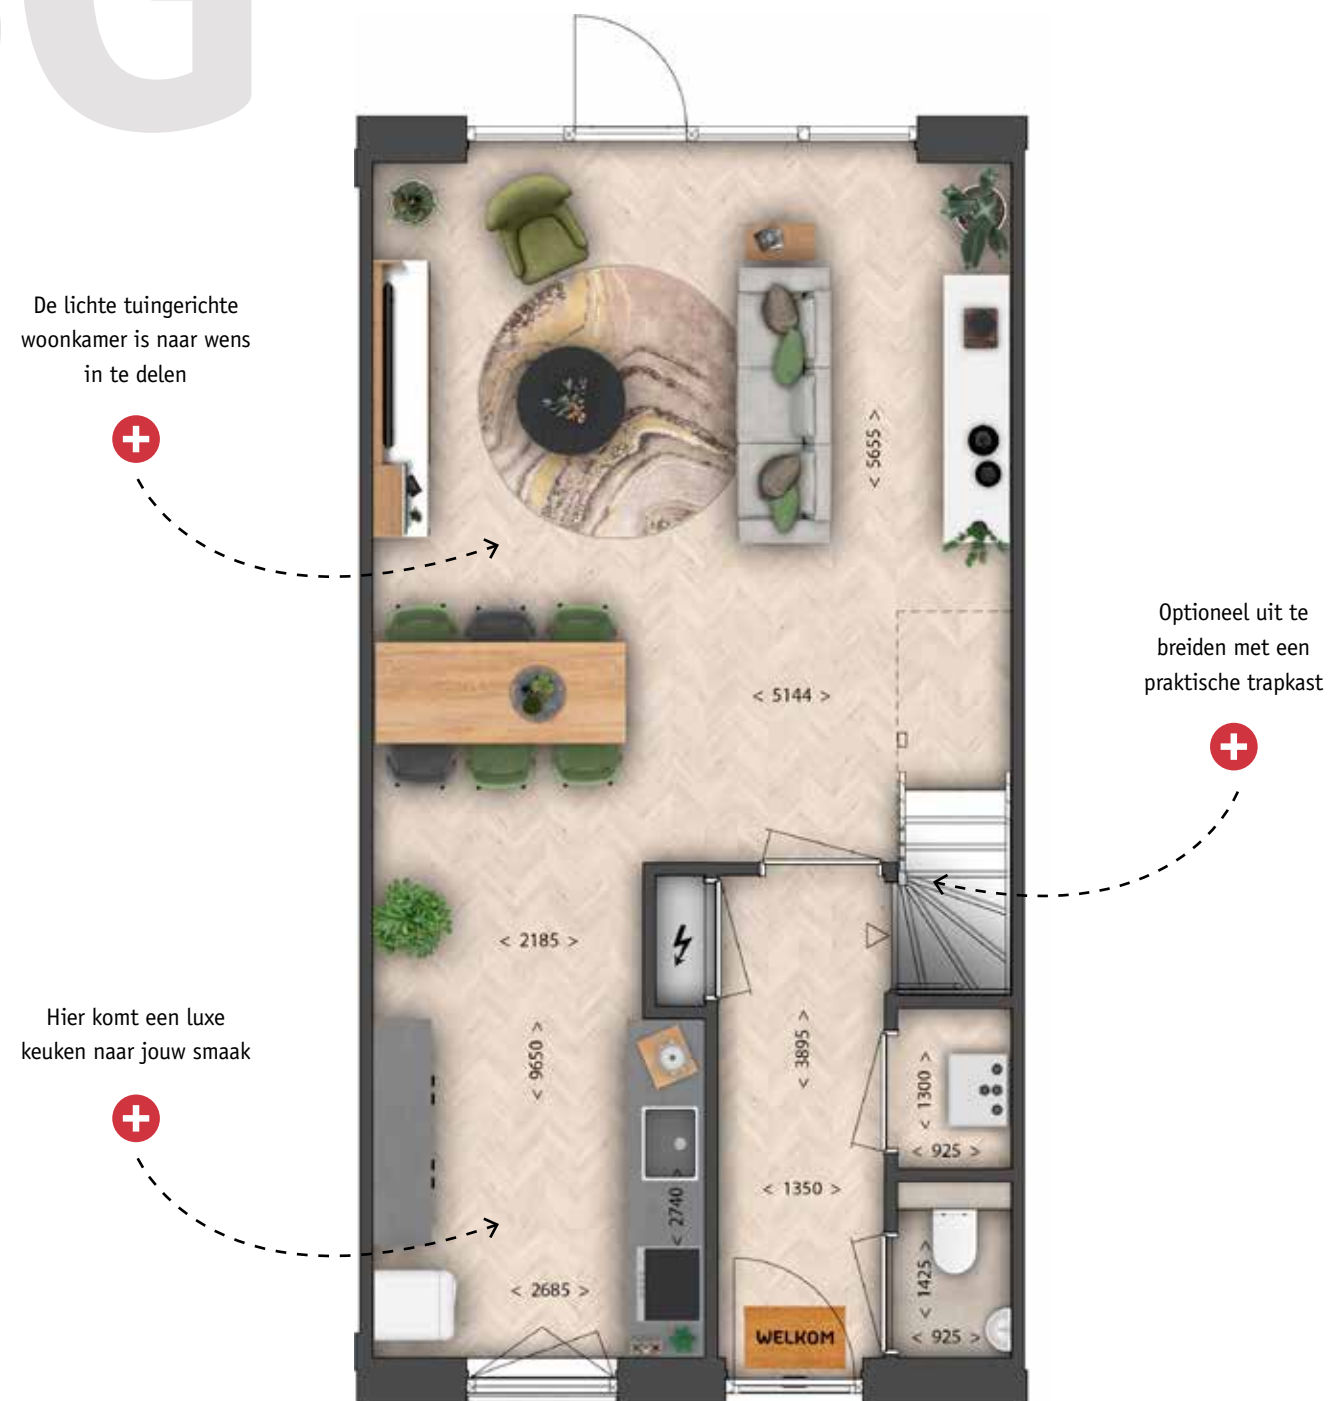 G
De lichte tuingerichte
woonkamer is naar wens
in te delen
< 5655 >
Optioneel uit te
breiden met een
praktische trapkast
< 5144 >
< 2185 >
Hier komt een luxe
keuken naar jouw smaak
< 9650 >
< 3895 >
< 1300 >
< 925 >
< 2740 >
< 1350 >
< 1425 >
< 2685 >
WELKOM
< 925 >